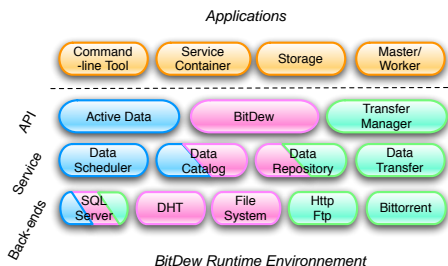 Applications
Command
-line Tool
Service
Container
Storage
Master/
Worker
API
Active Data
BitDew
Transfer
Manager
Service
Data
Scheduler
Data
Catalog
Data
Repository
Data
Transfer
Back-ends
SQL
Server
DHT
File
System
Http
Ftp
Bittorrent
BitDew Runtime Environnement